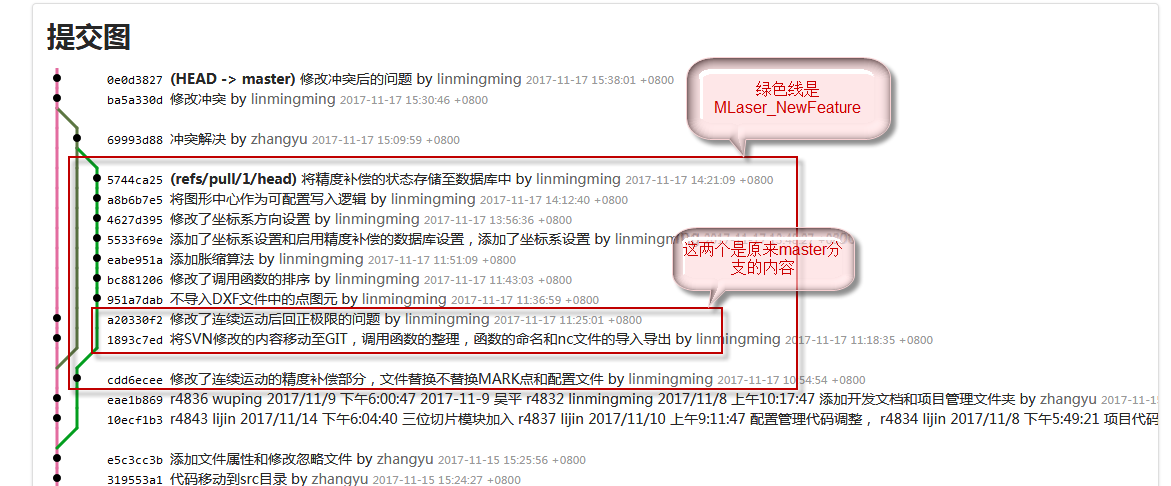 提交图
0e0d3827 (HEAD -> master) 修改冲突后的问题 by linmingming 2017-11-17 15:38:01 +0800
ba5a330d 修改冲突 by linmingming 2017-11-17 15:30:46 +0800
绿色线是
MLaser_NewFeature
69993d88 冲突解决 by zhangyu 2017-11-17 15:09:59 +0800
5744ca25 (refs/pull/1/head) 将精度补偿的状态存储至数据库中 by linmingming 2017-11-17 14:21:09 +0800
a8b6b7e5 将图形中心作为可配置写入逻辑 by linmingming 2017-11-17 14:12:40 +0800
4627d395 修改了坐标系方向设置 by linmingming 2017-11-17 13:56:36 +0800
5533f69e 添加了坐标系设置和启用精度补偿的数据库设置，添加了坐标系设置 by linmingming
这两个是原来master分
支的内容
eabe951a 添加胀缩算法 by linmingming 2017-11-17 11:51:09 +0800
bc881206 修改了调用函数的排序 by linmingming 2017-11-17 11:43:03 +0800
951a7dab 不导入DXF文件中的点图元 by linmingming 2017-11-17 11:36:59 +0800
a20330f2 修改了连续运动后回正极限的问题 by linmingming 2017-11-17 11:25:01 +0800
1893c7ed 将SVN修改的内容移动至GIT，调用函数的整理，函数的命名和nc文件的导入导出 by linmingming 2017-11-17 11:18:35 +0800
cdd6ecee 修改了连续运动的精度补偿部分，文件替换不替换MARK点和配置文件 by linmingming 2017-11-17 10:54:54 +0800
eae1b869 r4836 wuping 2017/11/9 下午6:00:47 2017-11-9 吴平 r4832 linmingming 2017/11/8 上午10:17:47 添加开发文档和项目管理文件夹 by zhangyu 2017-11-15
10ecf1b3 r4843 lijin 2017/11/14 下午6:04:40 三位切片模块加入 r4837 lijin 2017/11/10 上午9:11:47 配置管理代码调整， r4834 lijin 2017/11/8 下午5:49:21 项目代码
e5c3cc3b 添加文件属性和修改忽略文件 by zhangyu 2017-11-15 15:25:56 +0800
319553a1 代码移动到src目录 by zhangyu 2017-11-15 15:24:27 +0800